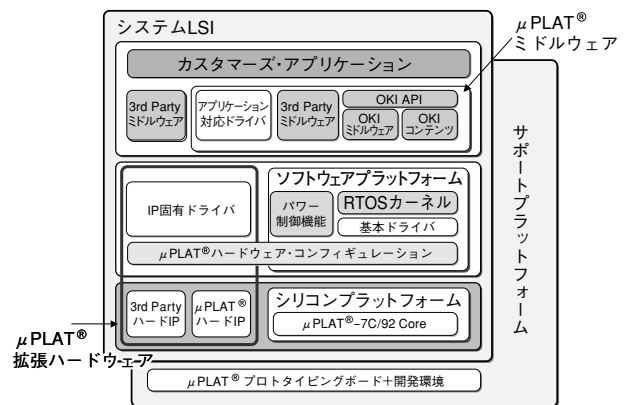 システムLSI
μPLAT®
ミドルウェア
カスタマーズ・アプリケーション
3rd Party
ミドルウェア
アプリケーション
対応ドライバ
3rd Party
ミドルウェア
OKI API
OKI
ミドルウェア
OKI
コンテンツ
サポートプラットフォーム
IP固有ドライバ
ソフトウェアプラットフォーム
パワー
制御機能
RTOSカーネル
基本ドライバ
μPLAT®ハードウェア・コンフィギュレーション
3rd Party
ハードIP
μPLAT®
ハードIP
シリコンプラットフォーム
μPLAT®-7C/92 Core
μPLAT®
拡張ハードウェア
μPLAT®プロトタイピングボード+開発環境